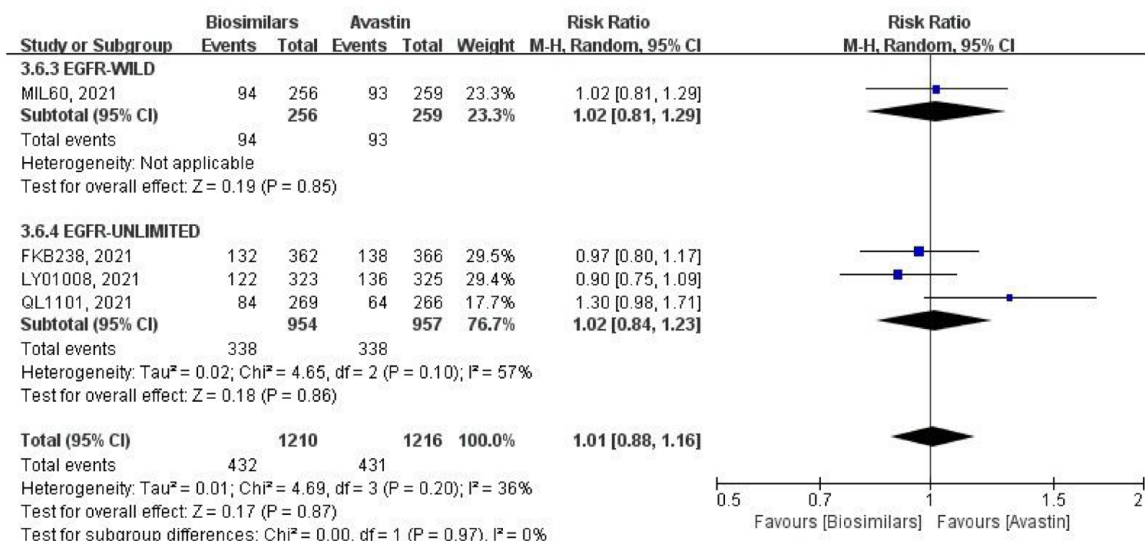 Biosimilars Avastin Risk Ratio Risk Ratio
Study or Subgroup Events Total Events Total Weight M-H, Random, 95% CI M-H, Random, 95% CI
3.6.3 EGFR-WILD
MIL60, 2021 94 256 93 259 23.3% 1.02 [0.81, 1.29]
Subtotal (95% CI) 256 259 23.3% 1.02 [0.81, 1.29]
Total events 94 93
Heterogeneity: Not applicable
Test for overall effect: Z = 0.19 (P = 0.85)
3.6.4 EGFR-UNLIMITED
FKB238, 2021 132 362 138 366 29.5% 0.97 [0.80, 1.17]
LY01008, 2021 122 323 136 325 29.4% 0.90 [0.75, 1.09]
QL1101, 2021 84 269 64 266 17.7% 1.30 [0.98, 1.71]
Subtotal (95% CI) 954 957 76.7% 1.02 [0.84, 1.23]
Total events 338 338
Heterogeneity: Tau² = 0.02; Chi² = 4.65, df = 2 (P = 0.10); I² = 57%
Test for overall effect: Z = 0.18 (P = 0.86)
Total (95% CI) 1210 1216 100.0% 1.01 [0.88, 1.16]
Total events 432 431
Heterogeneity: Tau² = 0.01; Chi² = 4.69, df = 3 (P = 0.20); I² = 36%
Test for overall effect: Z = 0.17 (P = 0.87)
Test for subgroup differences: Chi² = 0.00, df = 1 (P = 0.97), I² = 0%
0.5 0.7 1 1.5 2
Favours [Biosimilars] Favours [Avastin]